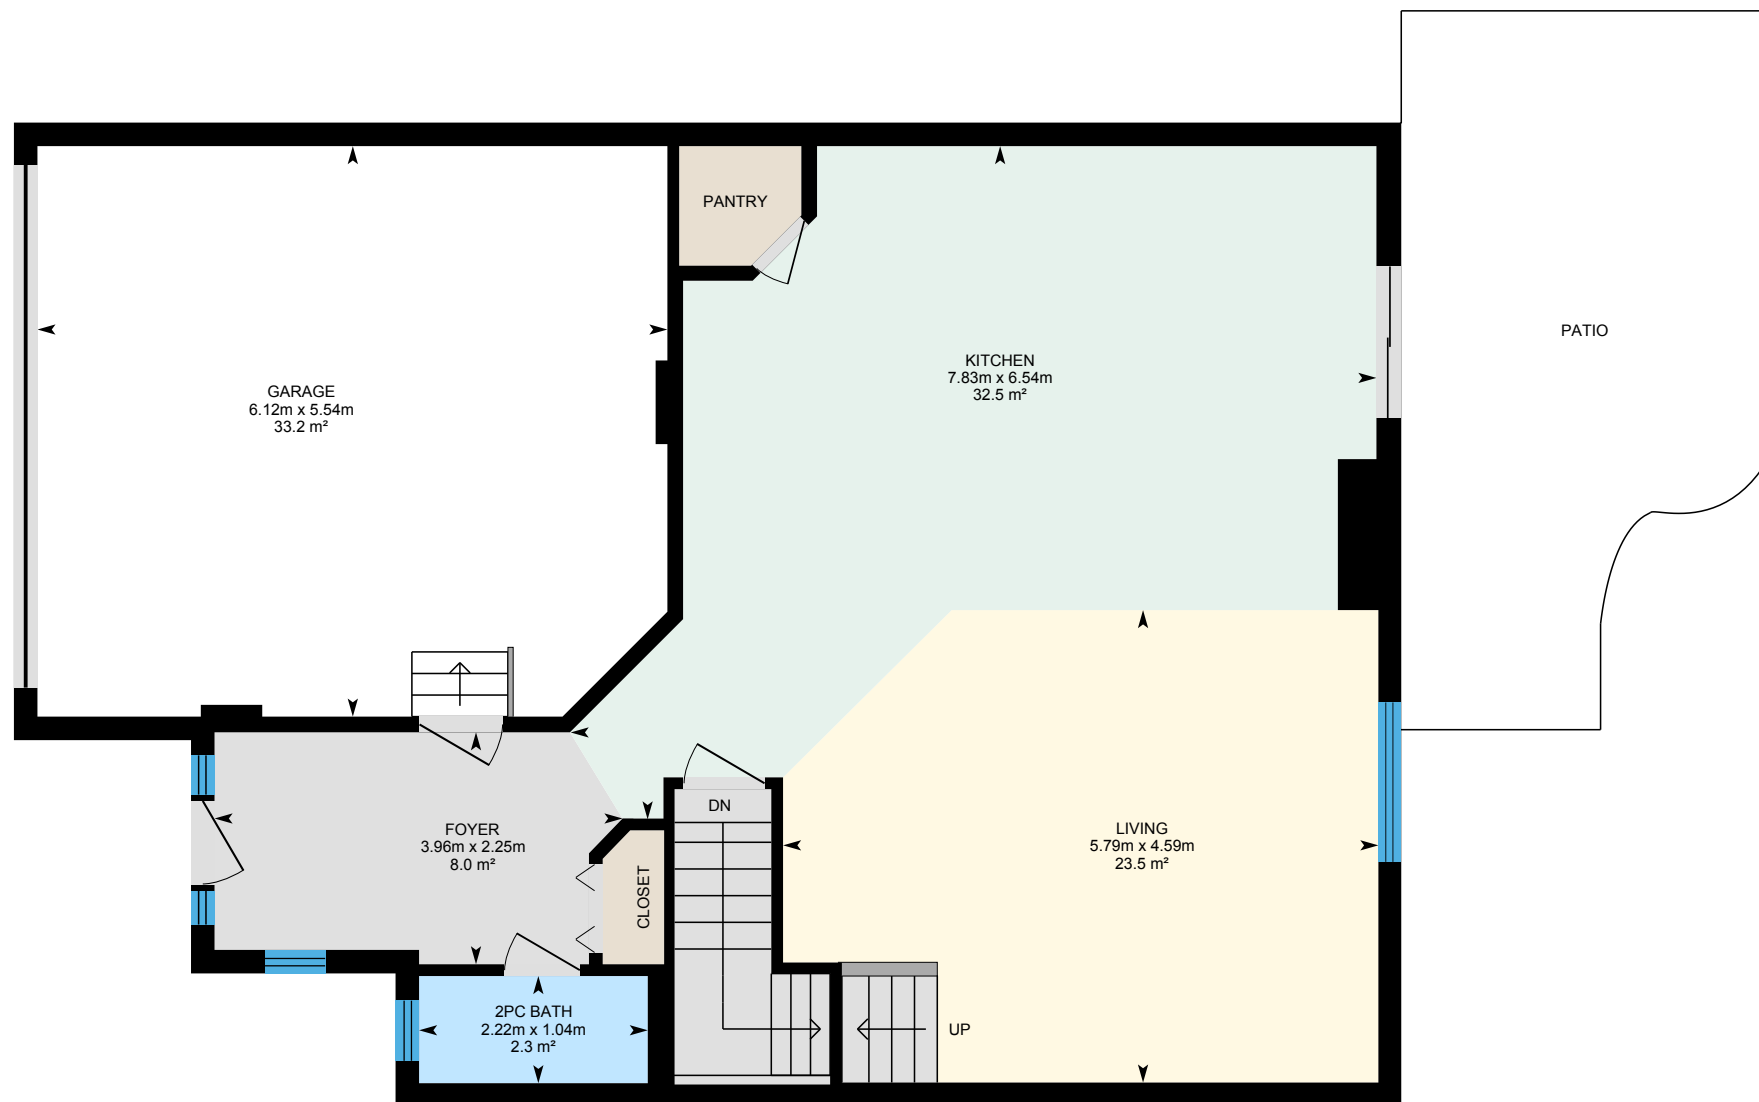 PANTRY
PATIO
KITCHEN
7.83m x 6.54m
32.5 m²
GARAGE
6.12m x 5.54m
33.2 m²
DN
FOYER
3.96m x 2.25m
8.0 m²
LIVING
5.79m x 4.59m
23.5 m²
CLOSET
2PC BATH
2.22m x 1.04m
2.3 m²
UP